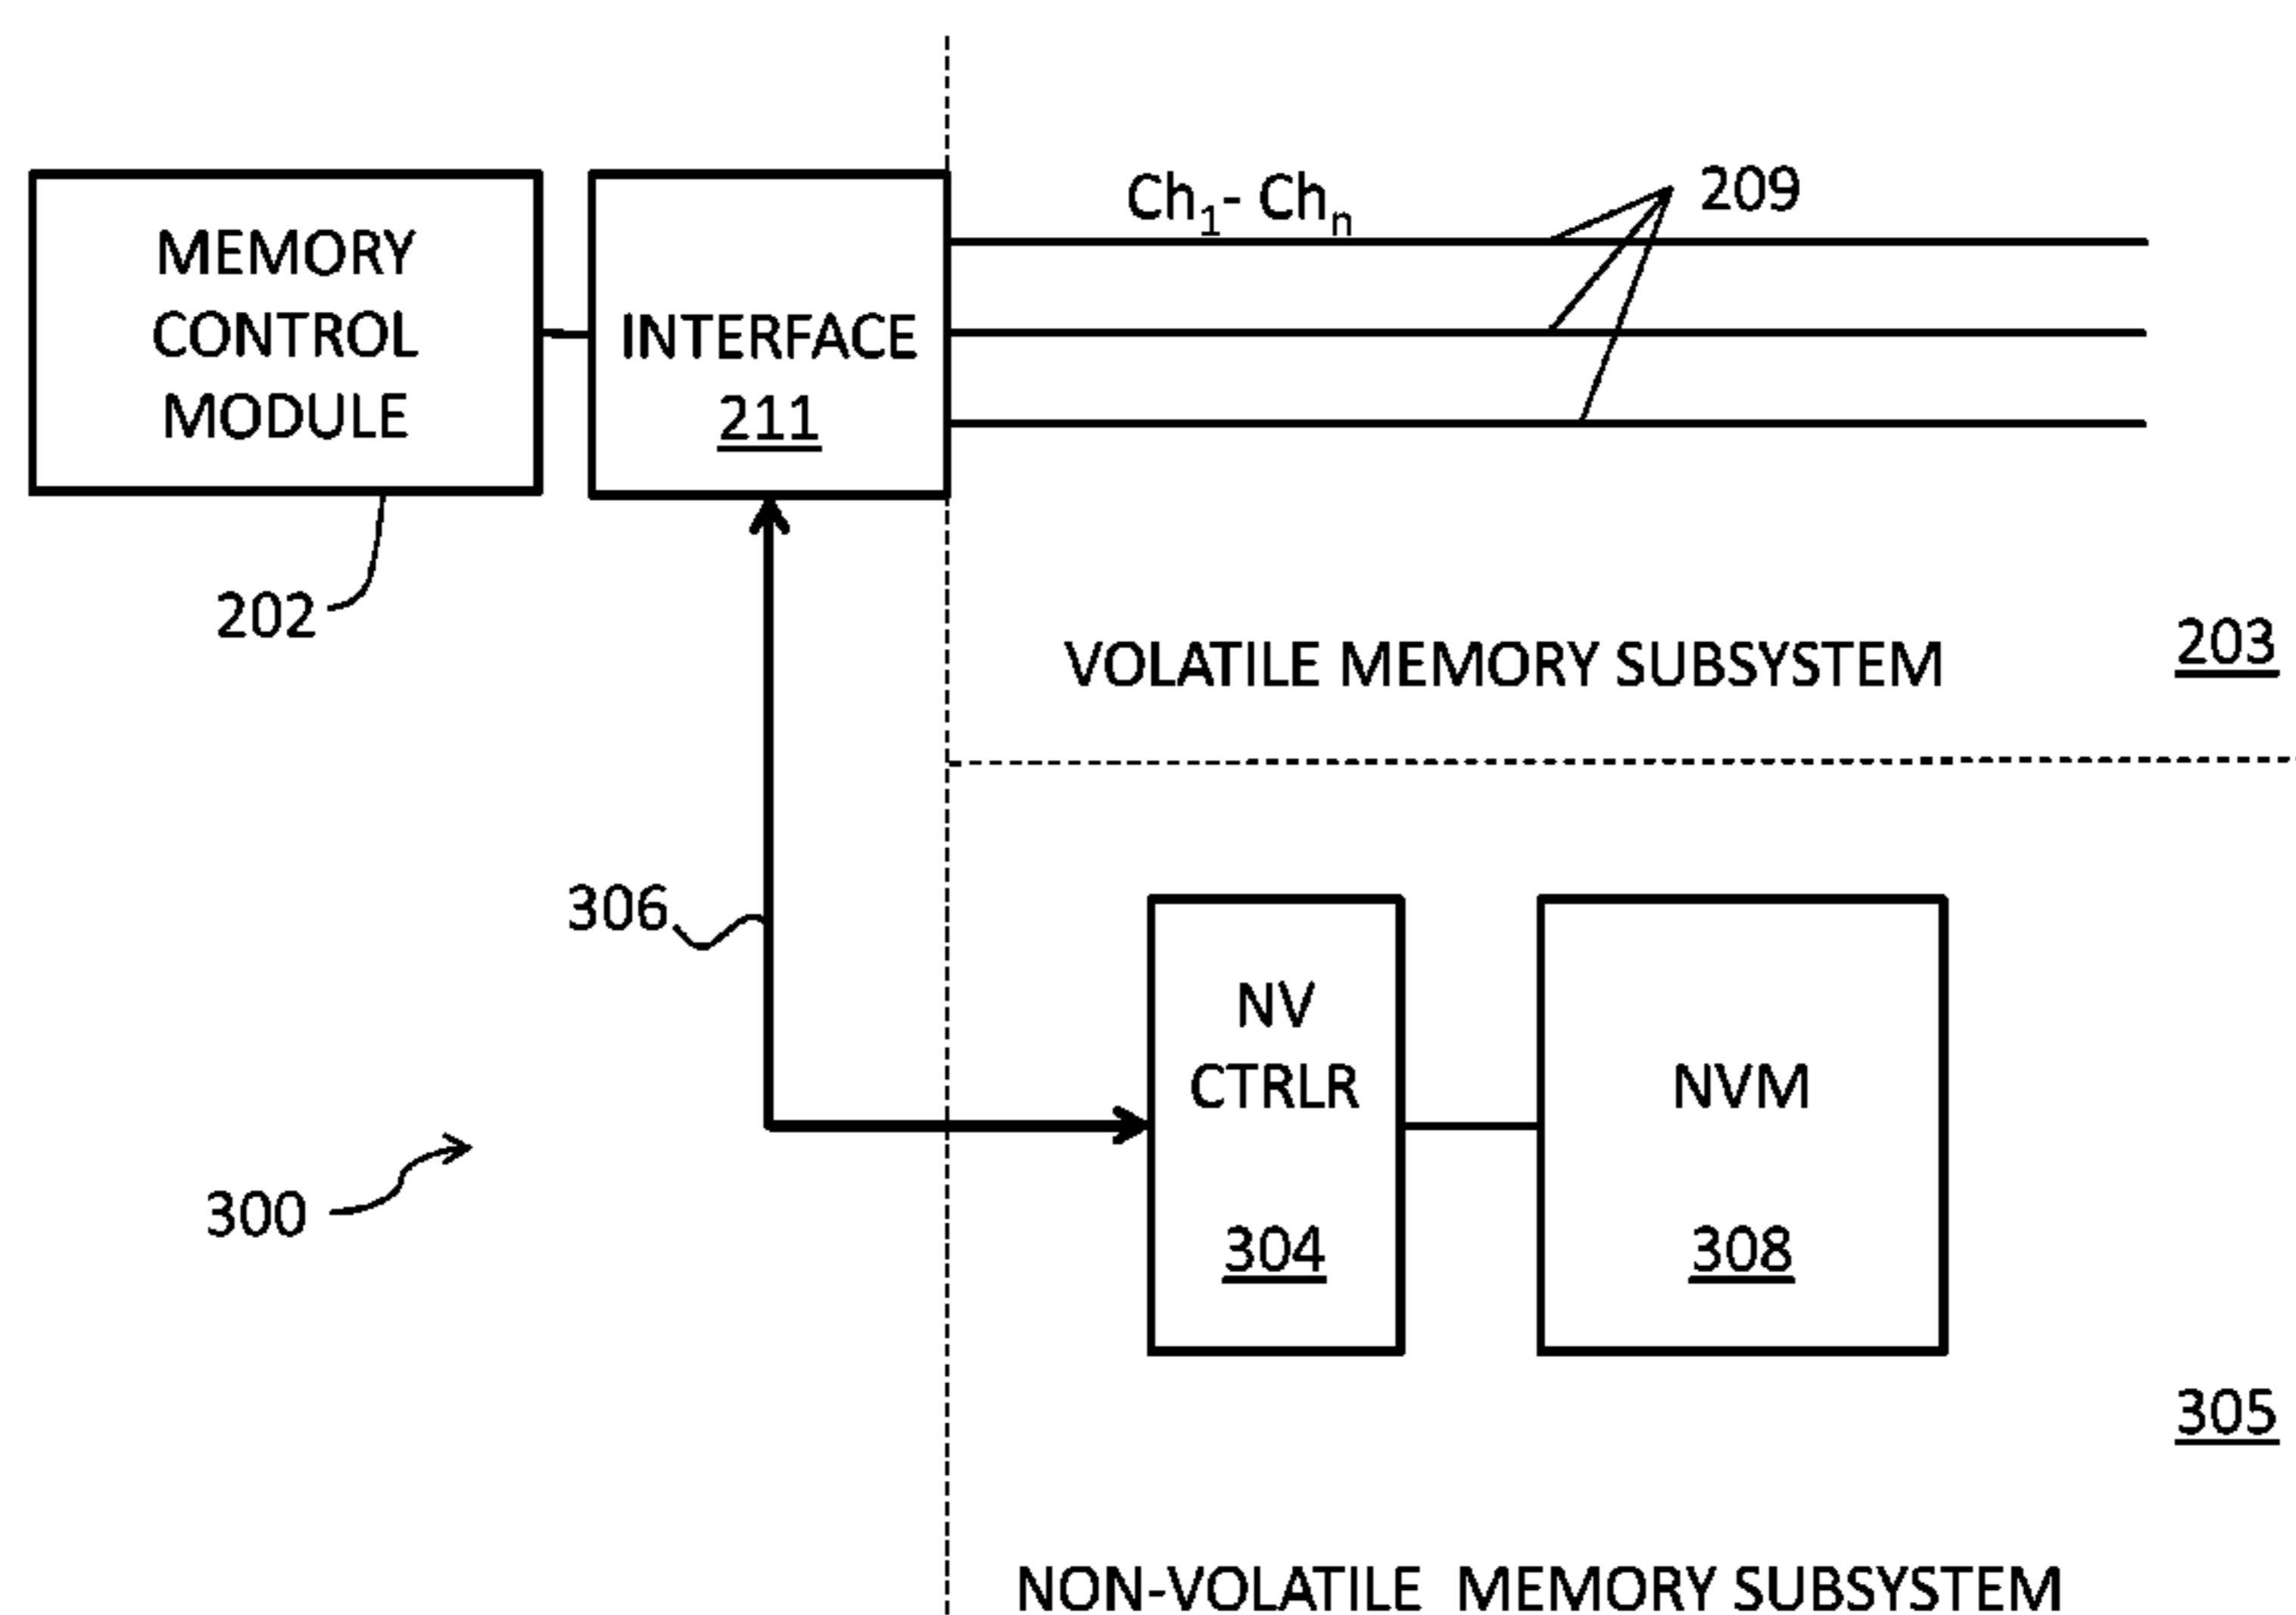 Ch1- Chn
209
MEMORY
CONTROL
MODULE
INTERFACE
211
202
VOLATILE MEMORY SUBSYSTEM
203
306
NV
CTRLR
304
NVM
308
300
305
NON-VOLATILE MEMORY SUBSYSTEM